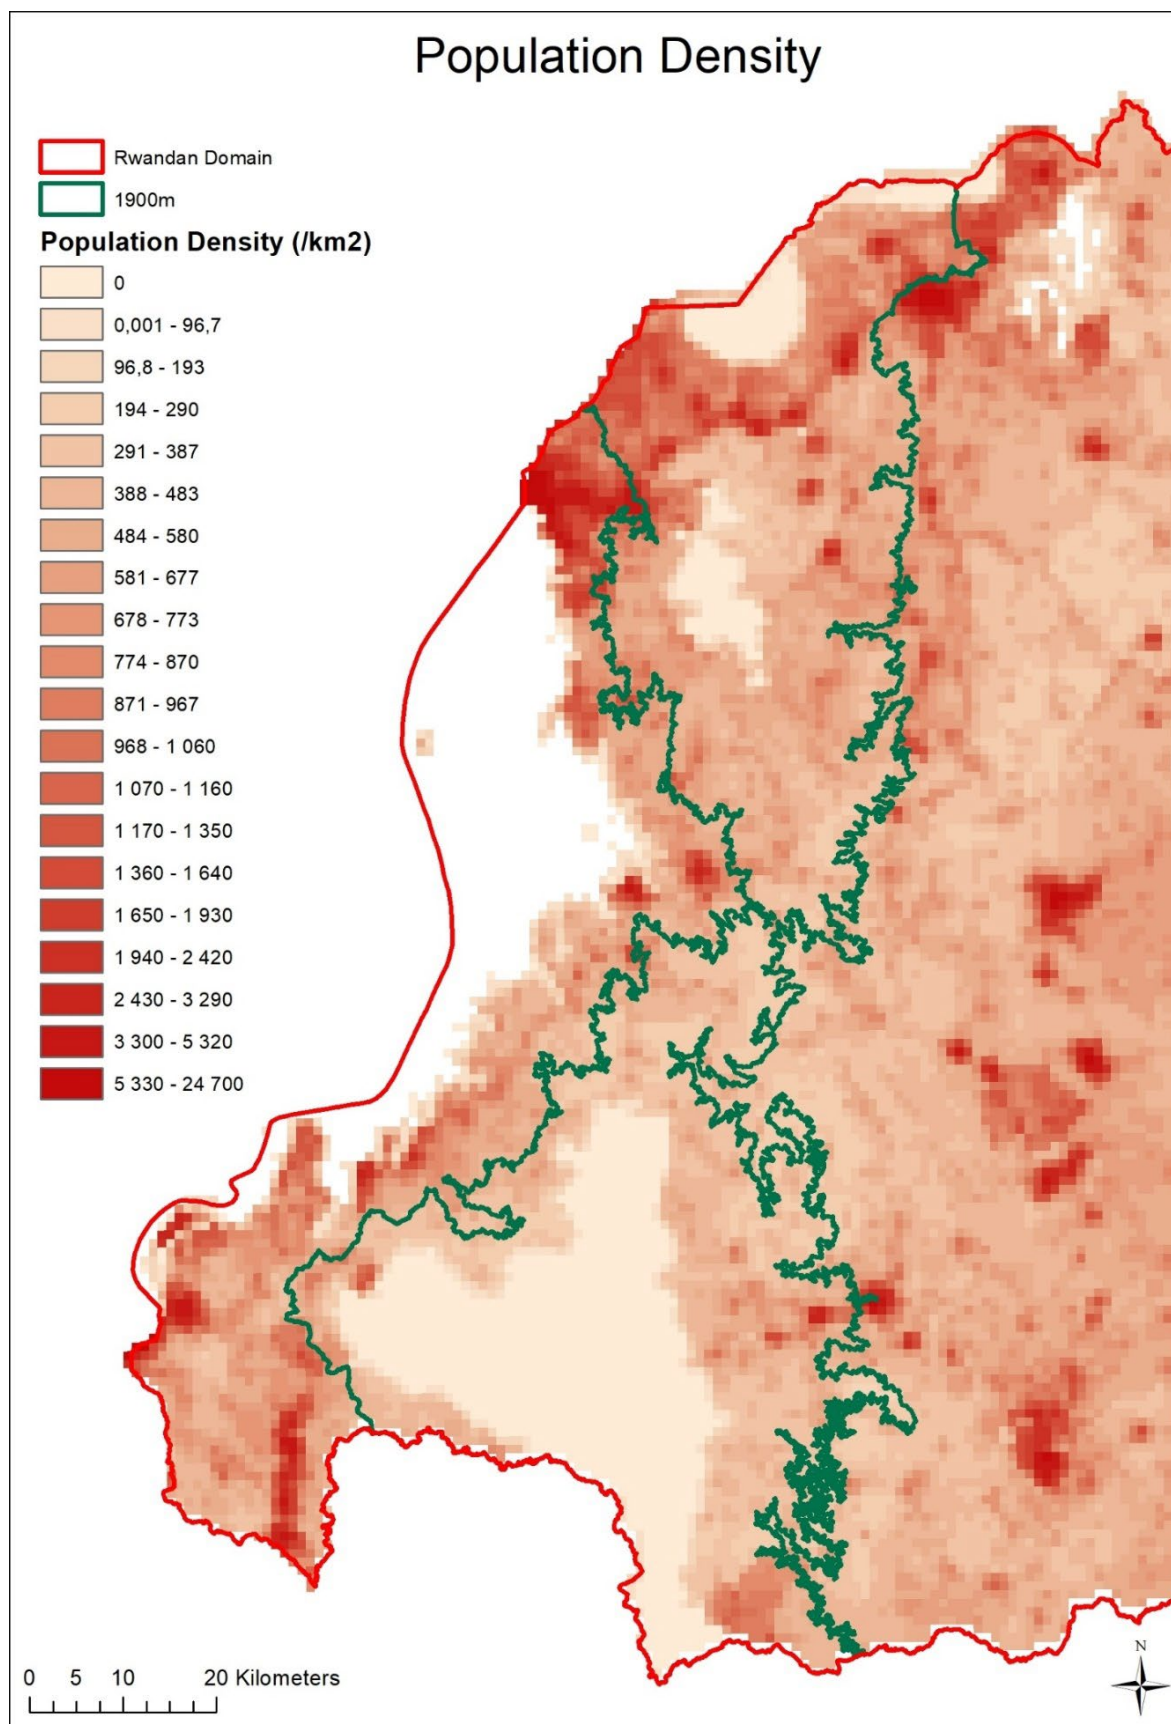 Population Density
Rwandan Domain
1900m
Population Density (/km2)
0
0,001 - 96,7
96,8 - 193
194 - 290
291 - 387
388 - 483
484 - 580
581 - 677
678 - 773
774 - 870
871 - 967
968 - 1 060
1 070 - 1 160
1 170 - 1 350
1 360 - 1 640
1 650 - 1 930
1 940 - 2 420
2 430 - 3 290
3 300 - 5 320
5 330 - 24 700
0 5 10 20 Kilometers
N